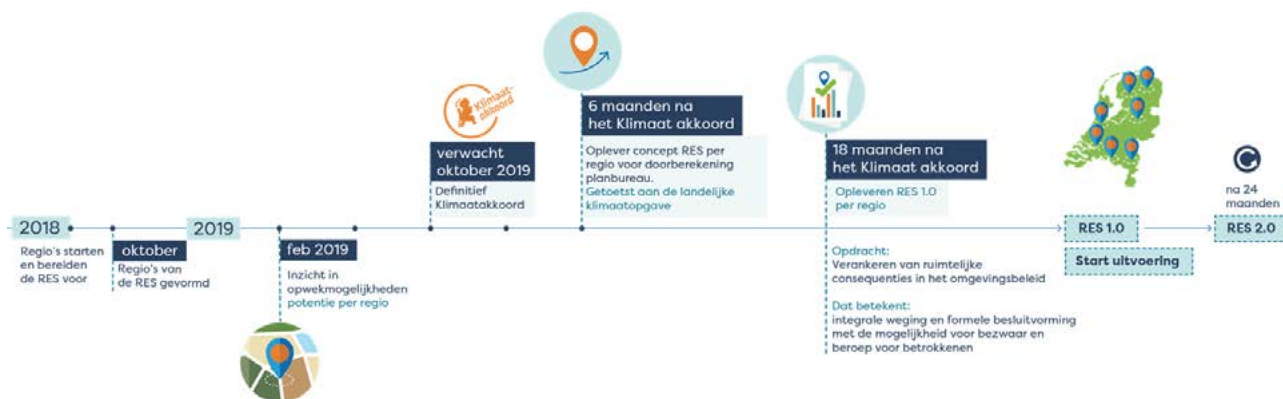 2018
Regio's starten
en bereiden
de RES voor
oktober
Regio's van
de RES gevormd
2019
feb 2019
Inzicht in
opwekmogelijkheden
potentie per regio
Klimaat-
akkoord
verwacht
oktober 2019
Definitief
Klimaatakkoord
6 maanden na
het Klimaat akkoord
Oplever concept RES per
regio voor doorberekening
planbureau.
Getoetst aan de landelijke
klimaatopgave
18 maanden na
het Klimaat akkoord
Opleveren RES 1.0
per regio
Opdracht:
Verankeren van ruimtelijke
consequenties in het omgevingsbeleid
Dat betekent:
integrale weging en formele besluitvorming
met de mogelijkheid voor bezwaar en
beroep voor betrokkenen
RES 1.0
Start uitvoering
na 24
maanden
RES 2.0